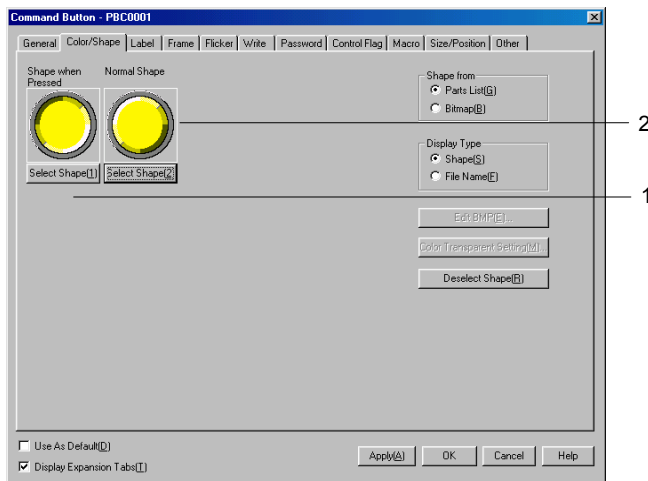 Command Button - PBC0001
General Color/Shape Label Frame Flicker Write Password Control Flag Macro Size/Position Other
Shape when
Pressed
Normal Shape
Select Shape(1)
Select Shape(2)
Shape from
Parts List(G)
Bitmap(B)
2
Display Type
Shape(S)
File Name(F)
1
Edit BMP(E)...
Color Transparent Setting(M)...
Deselect Shape(R)
Use As Default(D)
Display Expansion Tabs(T)
Apply(A) OK Cancel Help